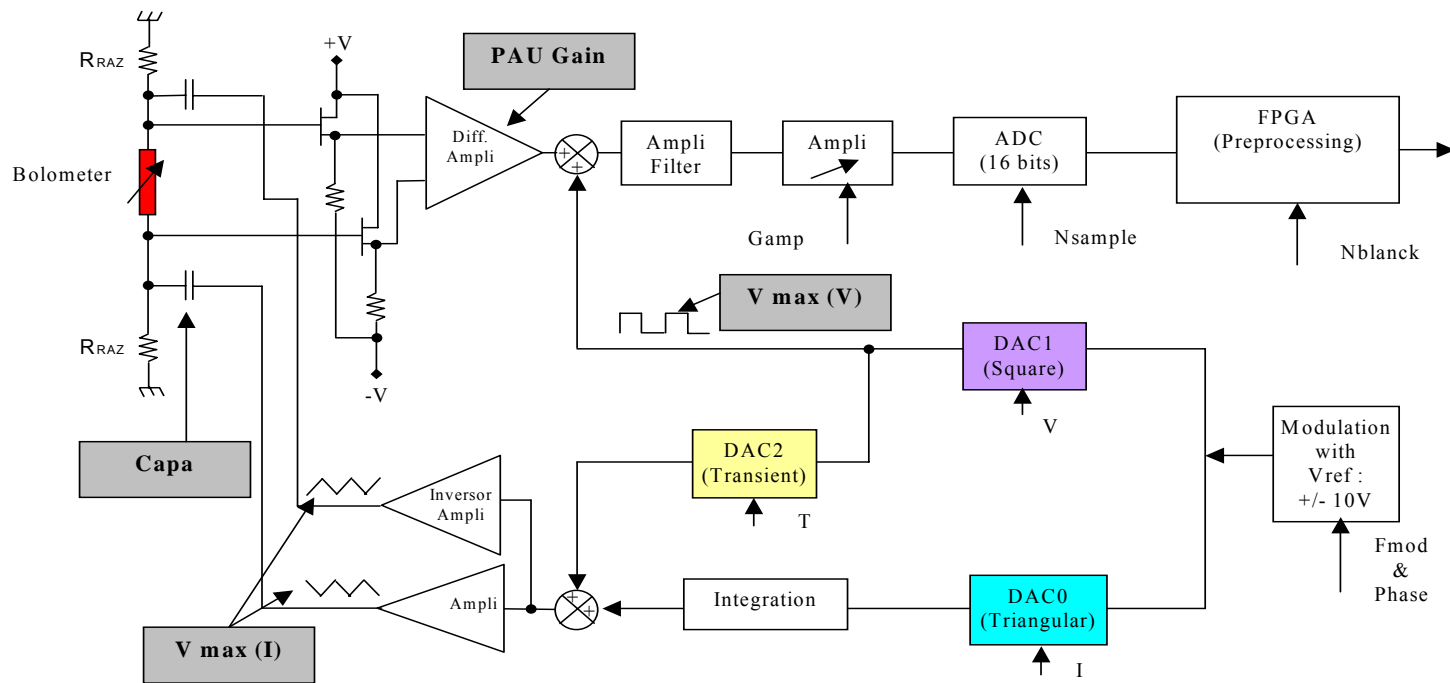 +V
PAU Gain
RRAZ
Diff.
Ampli
+
+
Ampli
Filter
Ampli
ADC
(16 bits)
FPGA
(Preprocessing)
Bolometer
Gamp
Nsample
Nblanck
V max (V)
RRAZ
-V
DAC1
(Square)
V
Capa
DAC2
(Transient)
T
Modulation
with
Vref :
+/- 10V
Inversor
Ampli
Fmod
&
Phase
Ampli
+
+
Integration
DAC0
(Triangular)
V max (I)
I